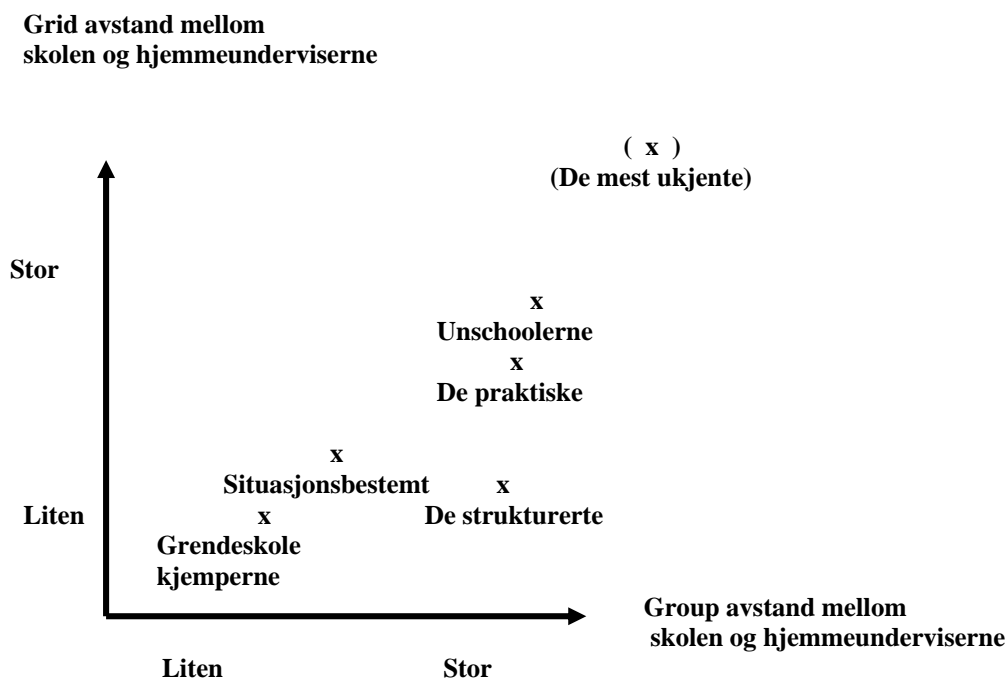 Grid avstand mellom
skolen og hjemmeunderviserne
( x )
(De mest ukjente)
Stor
x
Unschoolerne
x
De praktiske
x
Situasjonsbestemt
x
De strukturerte
Liten
x
Grendeskole
kjemperne
Group avstand mellom
skolen og hjemmeunderviserne
Liten Stor